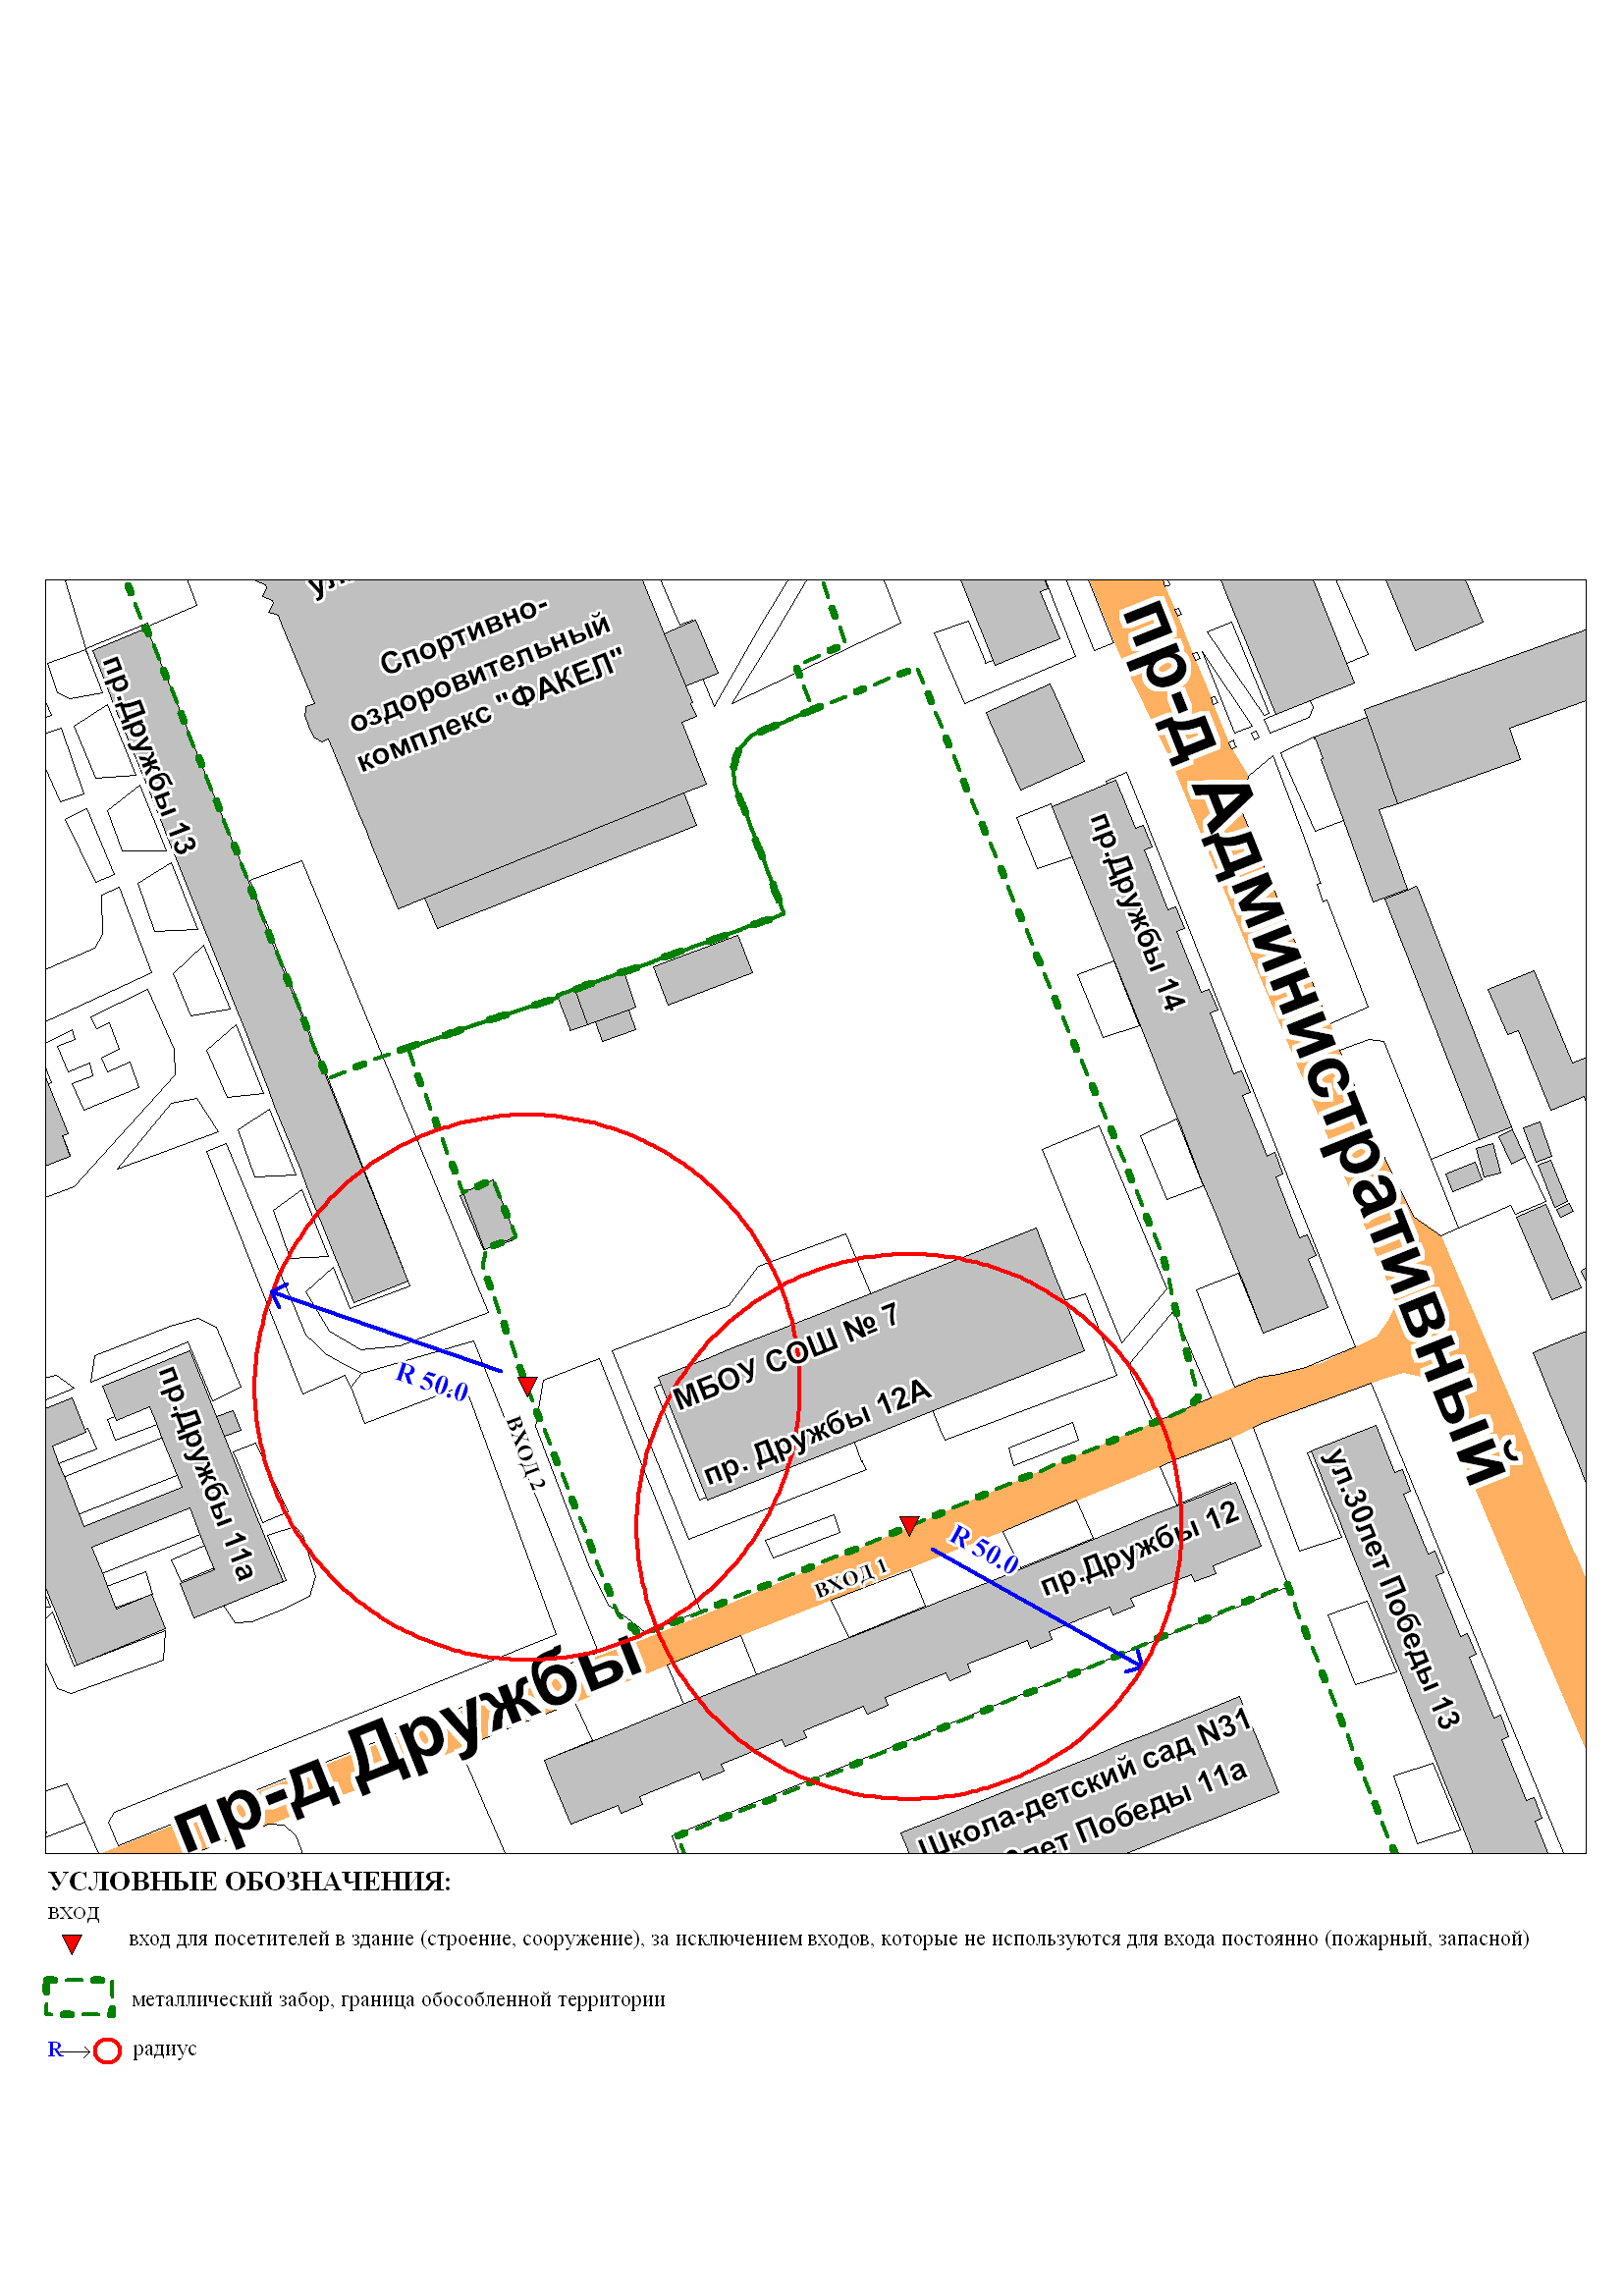 Спортивно-
оздоровительный
комплекс "ФАКЕЛ"
пр.Дружбы 13
пр-д Административный
пр.Дружбы 14
МБОУ СОШ № 7
пр. Дружбы 12А
R 50.0
ВХОД 2
пр.Дружбы 11а
R 50.0
ВХОД 1
пр.Дружбы 12
ул.30лет Победы 13
пр-д Дружбы
Школа-детский сад N31
лет Победы 11а
УСЛОВНЫЕ ОБОЗНАЧЕНИЯ:
ВХОД
вход для посетителей в здание (строение, сооружение), за исключением входов, которые не используются для входа постоянно (пожарный, запасной)
металлический забор, граница обособленной территории
R радиус